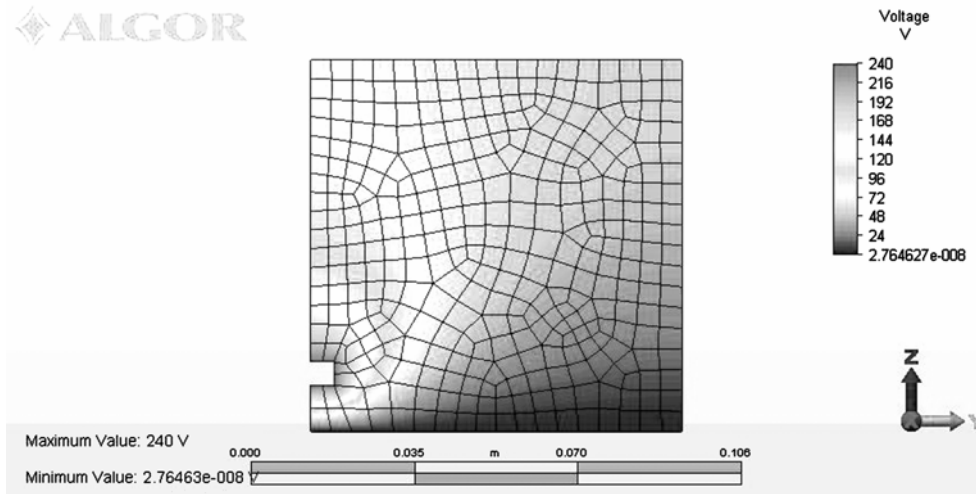 ALGOR
Voltage
V
240
216
192
168
144
120
96
72
48
24
2.764627e-008
Z
Y
Maximum Value: 240 V
Minimum Value: 2.76463e-008 V
0.000 0.035 m 0.070 0.106